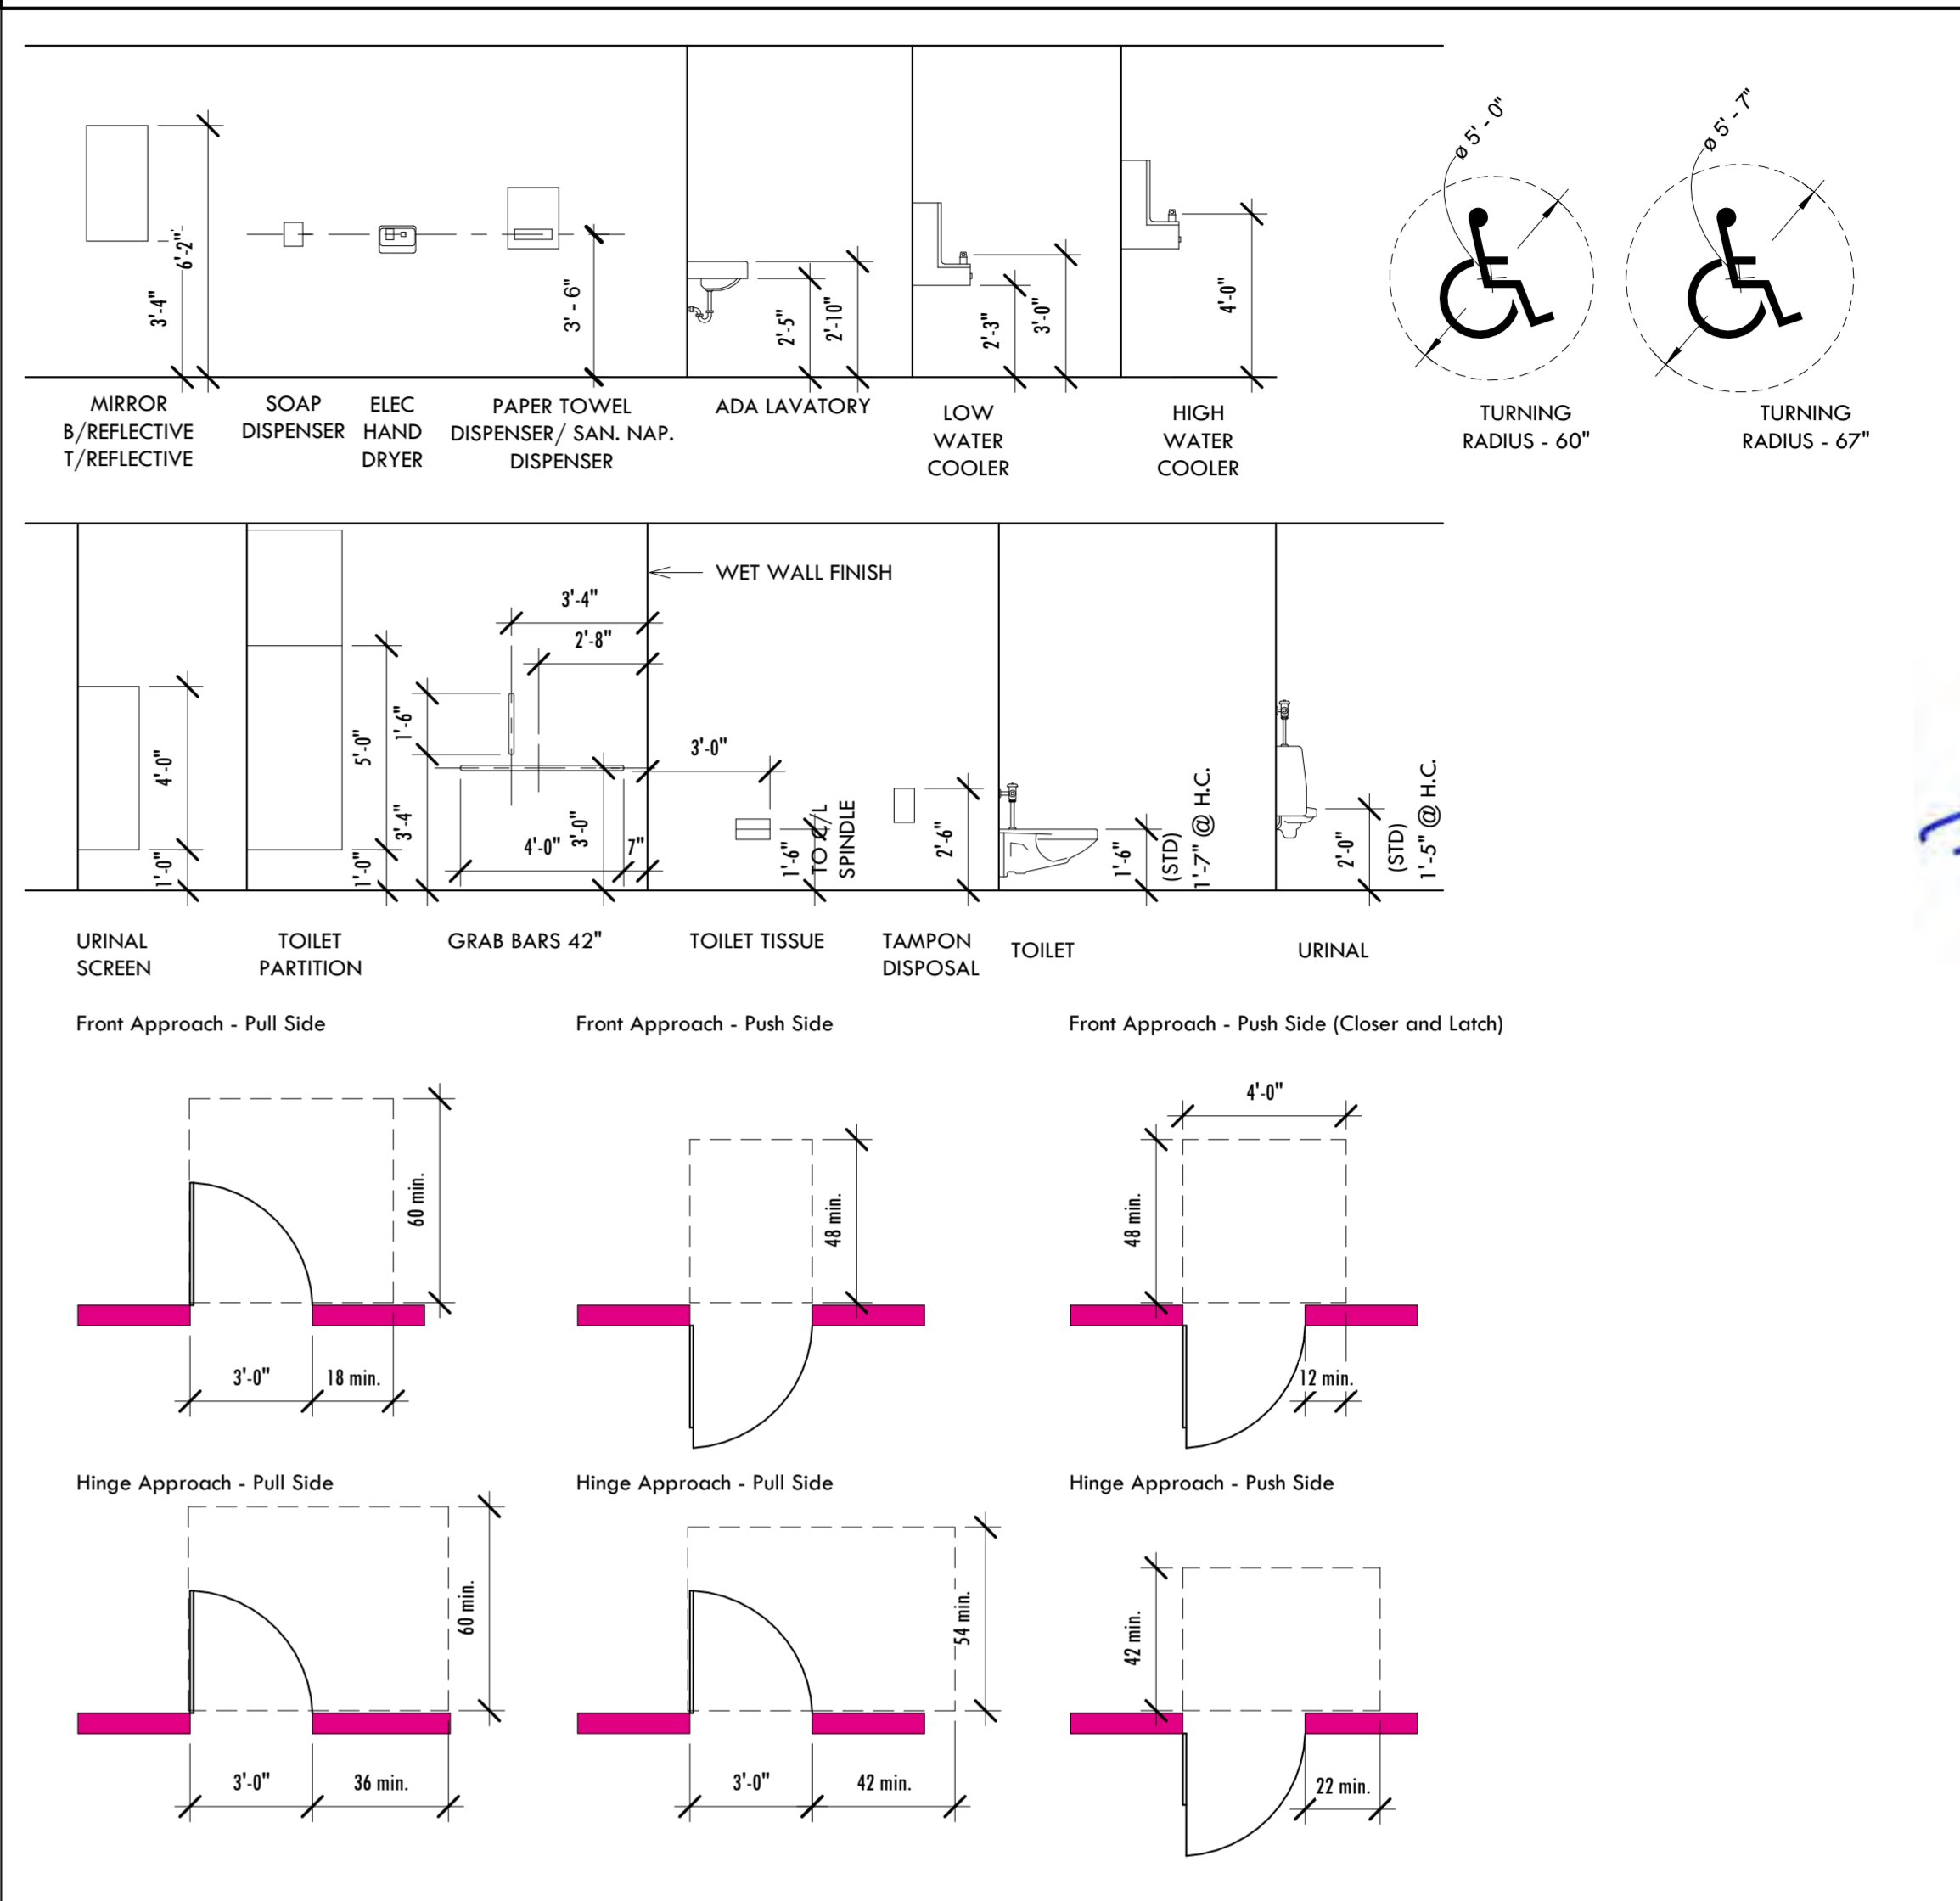 ø 5' - 0"
ø 5' - 7"
6'-2"
3'-4"
3' - 6"
2'-5"
2'-10"
2'-3"
3'-0"
4'-0"
MIRROR
B/REFLECTIVE
T/REFLECTIVE
SOAP
DISPENSER
ELEC
HAND
DRYER
PAPER TOWEL
DISPENSER/ SAN. NAP.
DISPENSER
ADA LAVATORY
LOW
WATER
COOLER
HIGH
WATER
COOLER
TURNING
RADIUS - 60"
TURNING
RADIUS - 67"
WET WALL FINISH
3'-4"
2'-8"
4'-0"
1'-0"
5'-0"
1'-0"
1'-6"
3'-4"
4'-0"
3'-0"
7"
3'-0"
1'-6"
TO C/L
SPINDLE
2'-6"
1'-6"
(STD)
1'-7" @ H.C.
2'-0"
(STD)
1'-5" @ H.C.
URINAL
SCREEN
TOILET
PARTITION
GRAB BARS 42"
TOILET TISSUE
TAMPON
DISPOSAL
TOILET
URINAL
Front Approach - Pull Side
60 min.
3'-0"
18 min.
Front Approach - Push Side
48 min.
Front Approach - Push Side (Closer and Latch)
4'-0"
48 min.
12 min.
Hinge Approach - Pull Side
60 min.
3'-0"
36 min.
Hinge Approach - Pull Side
54 min.
3'-0"
42 min.
Hinge Approach - Push Side
42 min.
22 min.